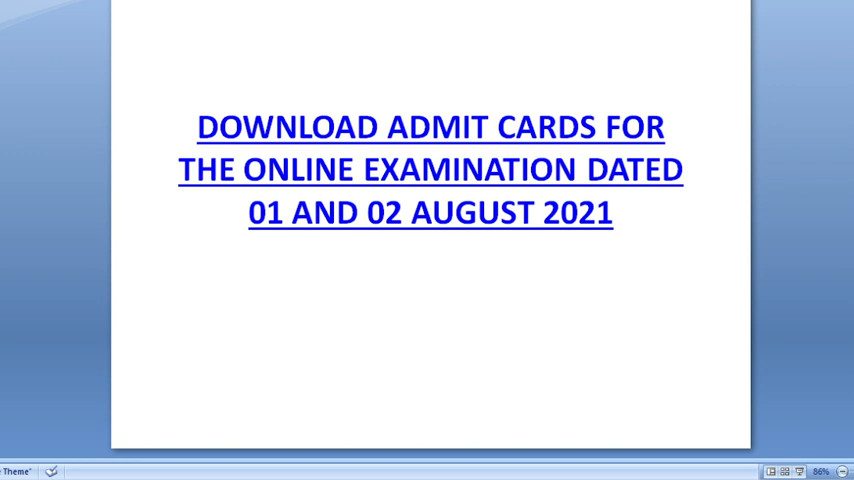 DOWNLOAD ADMIT CARDS FOR
THE ONLINE EXAMINATION DATED
01 AND 02 AUGUST 2021
Theme"
86%